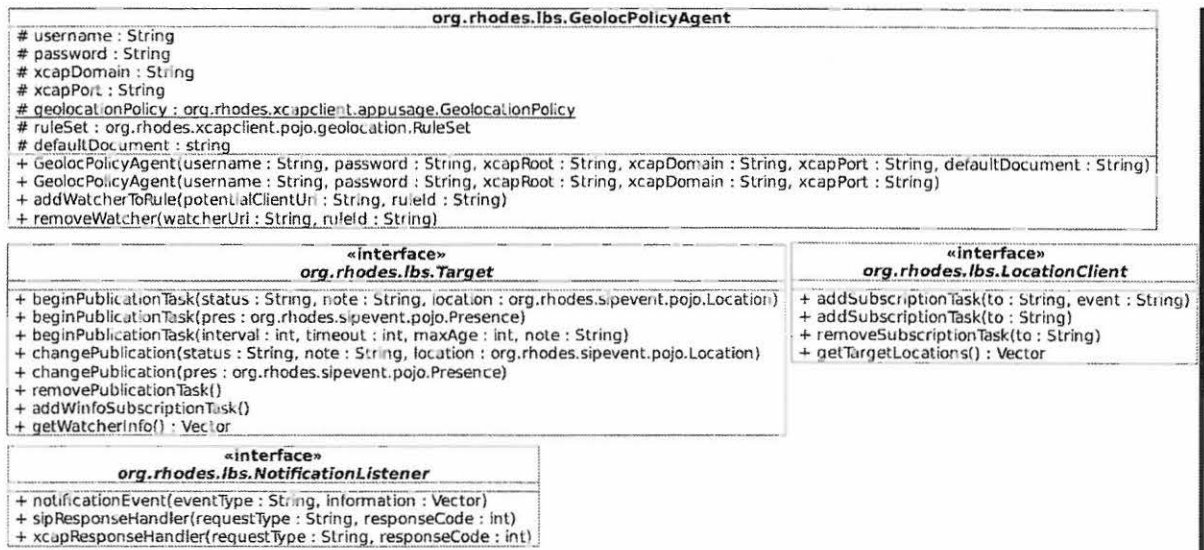 org.rhodes.lbs.GeolocPolicyAgent
# username : String
# password : String
# xcapDomain : String
# xcapPort : String
# geolocationPolicy : org.rhodes.xcapclient.appusage.GeolocationPolicy
# ruleSet : org.rhodes.xcapclient.pojo.geolocation.RuleSet
# defaultDocument : string
+ GeolocPolicyAgent(username : String, password : String, xcapRoot : String, xcapDomain : String, xcapPort : String, defaultDocument : String)
+ GeolocPolicyAgent(username : String, password : String, xcapRoot : String, xcapDomain : String, xcapPort : String)
+ addWatcherToRule(potentialClientUri : String, ruleId : String)
+ removeWatcher(watcherUri : String, ruleId : String)
«interface»
org.rhodes.lbs.Target
+ beginPublicationTask(status : String, note : String, location : org.rhodes.sipevent.pojo.Location)
+ beginPublicationTask(pres : org.rhodes.sipevent.pojo.Presence)
+ beginPublicationTask(interval : int, timeout : int, maxAge : int, note : String)
+ changePublication(status : String, note : String, location : org.rhodes.sipevent.pojo.Location)
+ changePublication(pres : org.rhodes.sipevent.pojo.Presence)
+ removePublicationTask()
+ addWinfoSubscriptionTask()
+ getWatcherInfo() : Vector
«interface»
org.rhodes.lbs.LocationClient
+ addSubscriptionTask(to : String, event : String)
+ addSubscriptionTask(to : String)
+ removeSubscriptionTask(to : String)
+ getTargetLocations() : Vector
«interface»
org.rhodes.lbs.NotificationListener
+ notificationEvent(eventType : String, information : Vector)
+ sipResponseHandler(requestType : String, responseCode : int)
+ xcapResponseHandler(requestType : String, responseCode : int)